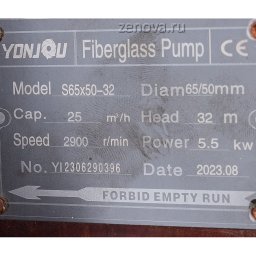 zenova.ru
YONJOU Fiberglass Pump CE
Model S65x50-32 Diam 65/50mm
Cap. 25 m³/h Head 32 m
Speed 2900 r/min Power 5.5 kw
No. YI2306290396 Date 2023.08
FORBID EMPTY RUN